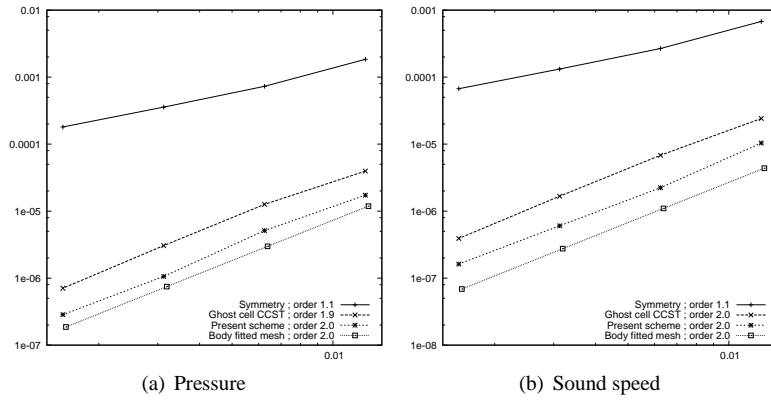 0.01
0.001
0.0001
1e-05
1e-06
1e-07
0.01
Symmetry ; order 1.1
Ghost cell CCST ; order 1.9
Present scheme ; order 2.0
Body fitted mesh ; order 2.0
(a) Pressure
0.001
0.0001
1e-05
1e-06
1e-07
1e-08
0.01
Symmetry ; order 1.1
Ghost cell CCST ; order 2.0
Present scheme ; order 2.0
Body fitted mesh ; order 2.0
(b) Sound speed